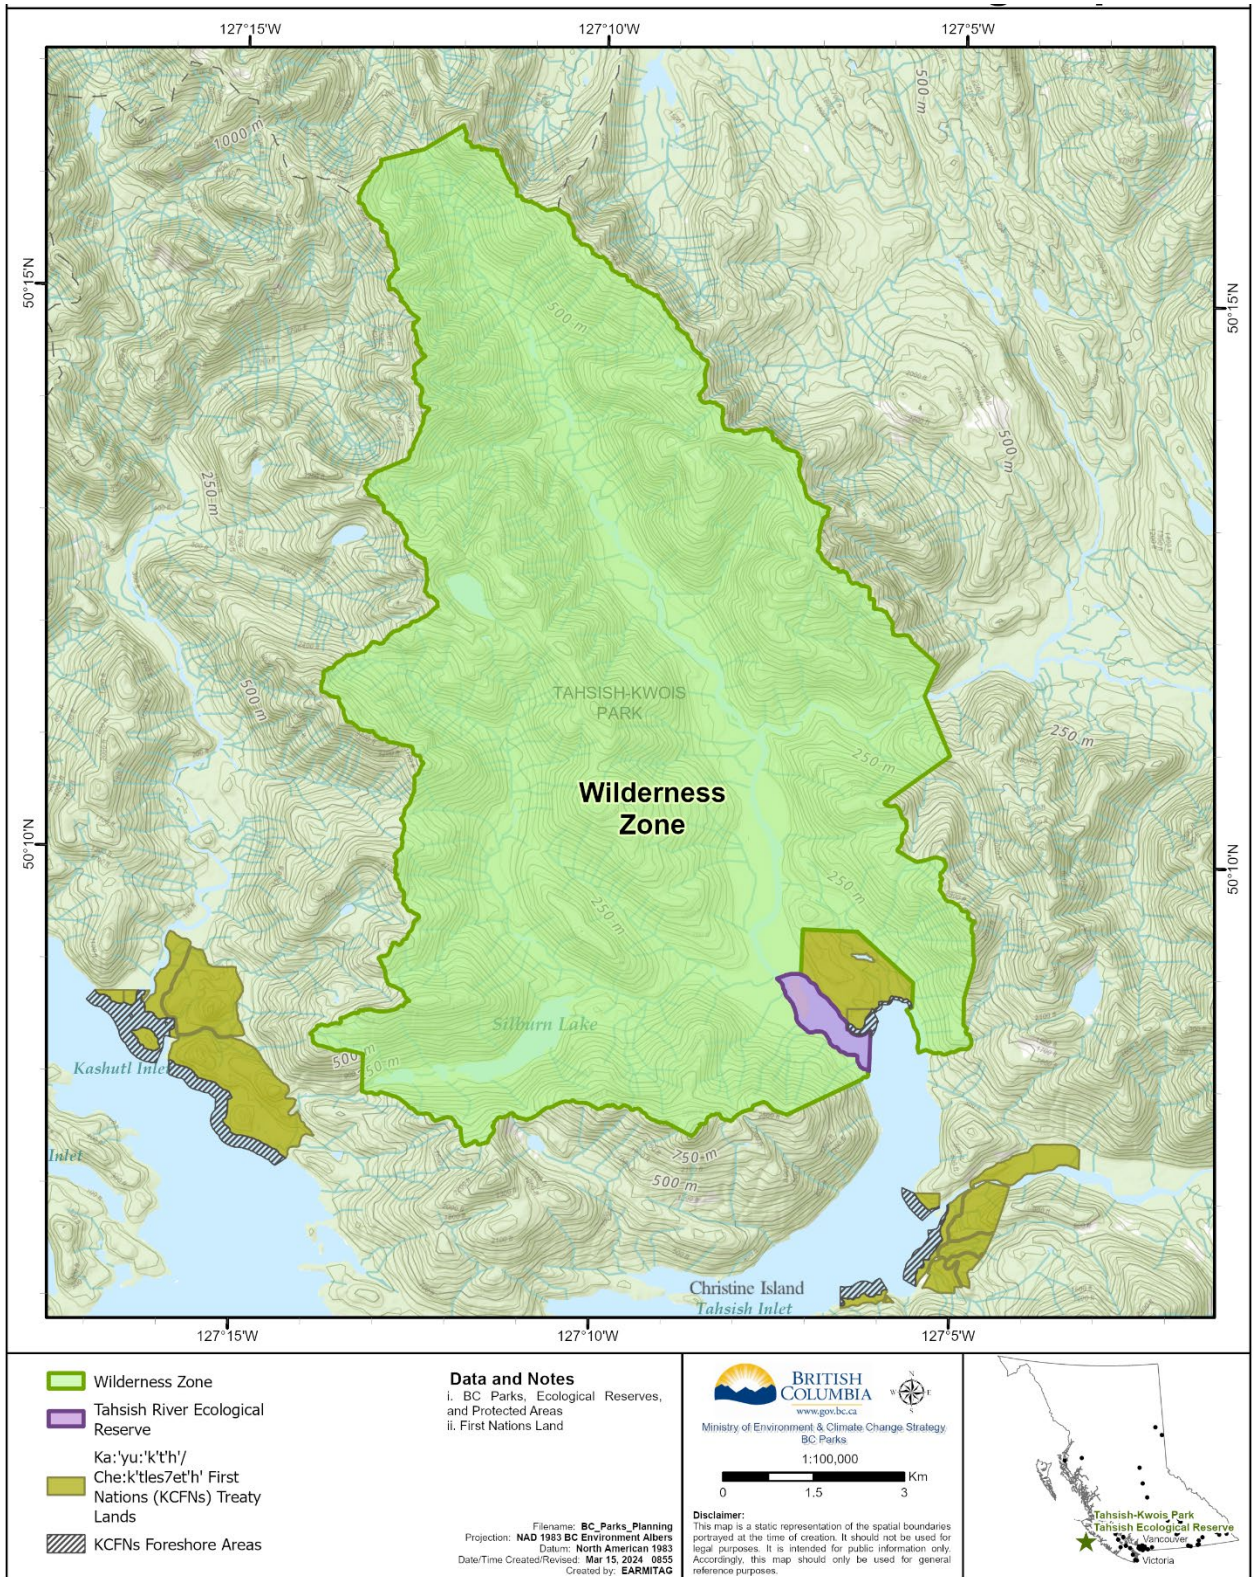 127°15'W
127°10'W
127°5'W
1000 m
500 m
50°15'N
50°15'N
500 m
500 m
250 m
500 m
TAHSISH-KWOIS
PARK
250 m
250 m
Wilderness
Zone
50°10'N
50°10'N
250 m
250 m
Silburn Lake
500 m
Kashutl Inlet
Inlet
750 m
500 m
Christine Island
Tahsish Inlet
127°15'W
127°10'W
127°5'W
Wilderness Zone
Tahsish River Ecological
Reserve
Ka:'yu:'k't'h'/
Che:k'tles7et'h' First
Nations (KCFNs) Treaty
Lands
KCFNs Foreshore Areas
Data and Notes
i. BC Parks, Ecological Reserves,
and Protected Areas
ii. First Nations Land
Filename: BC_Parks_Planning
Projection: NAD 1983 BC Environment Albers
Datum: North American 1983
Date/Time Created/Revised: Mar 15, 2024 0855
Created by: EARMITAG
BRITISH
COLUMBIA
www.gov.bc.ca
N
W E
S
Ministry of Environment & Climate Change Strategy
BC Parks
1:100,000
Km
0 1.5 3
Disclaimer:
This map is a static representation of the spatial boundaries
portrayed at the time of creation. It should not be used for
legal purposes. It is intended for public information only.
Accordingly, this map should only be used for general
reference purposes.
Tahsish-Kwois Park
Tahsish Ecological Reserve
Vancouver
Victoria